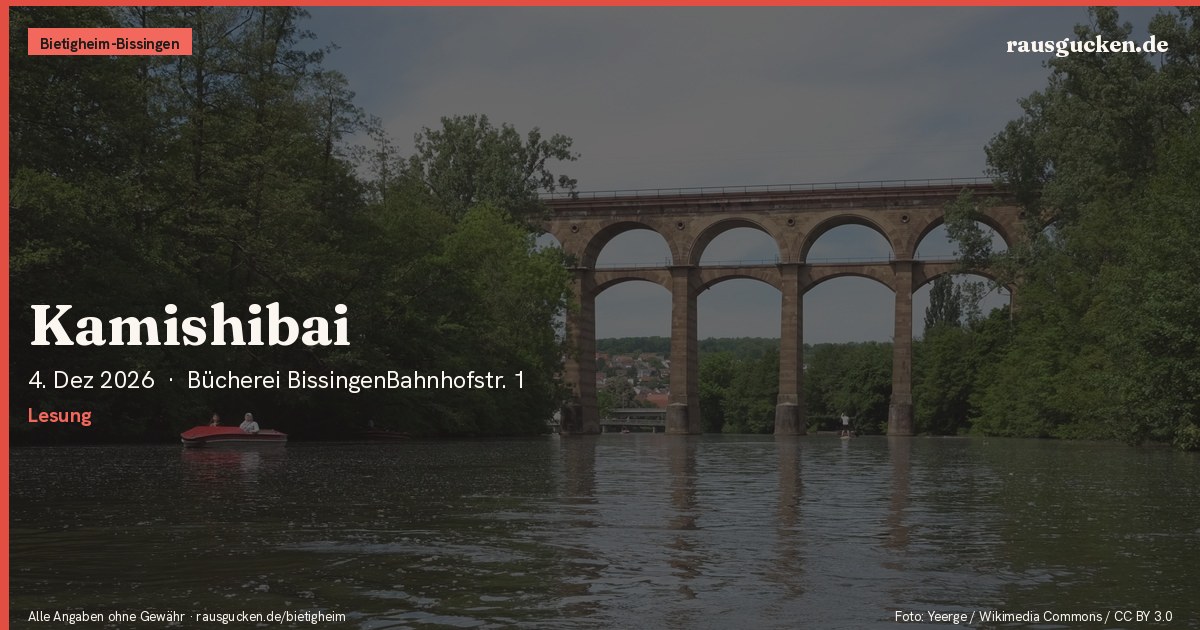 Bietigheim-Bissingen
rausgucken.de
Kamishibai
4. Dez 2026 · Bücherei BissingenBahnhofstr. 1
Lesung
Alle Angaben ohne Gewähr · rausgucken.de/bietigheim
Foto: Yeerge / Wikimedia Commons / CC BY 3.0